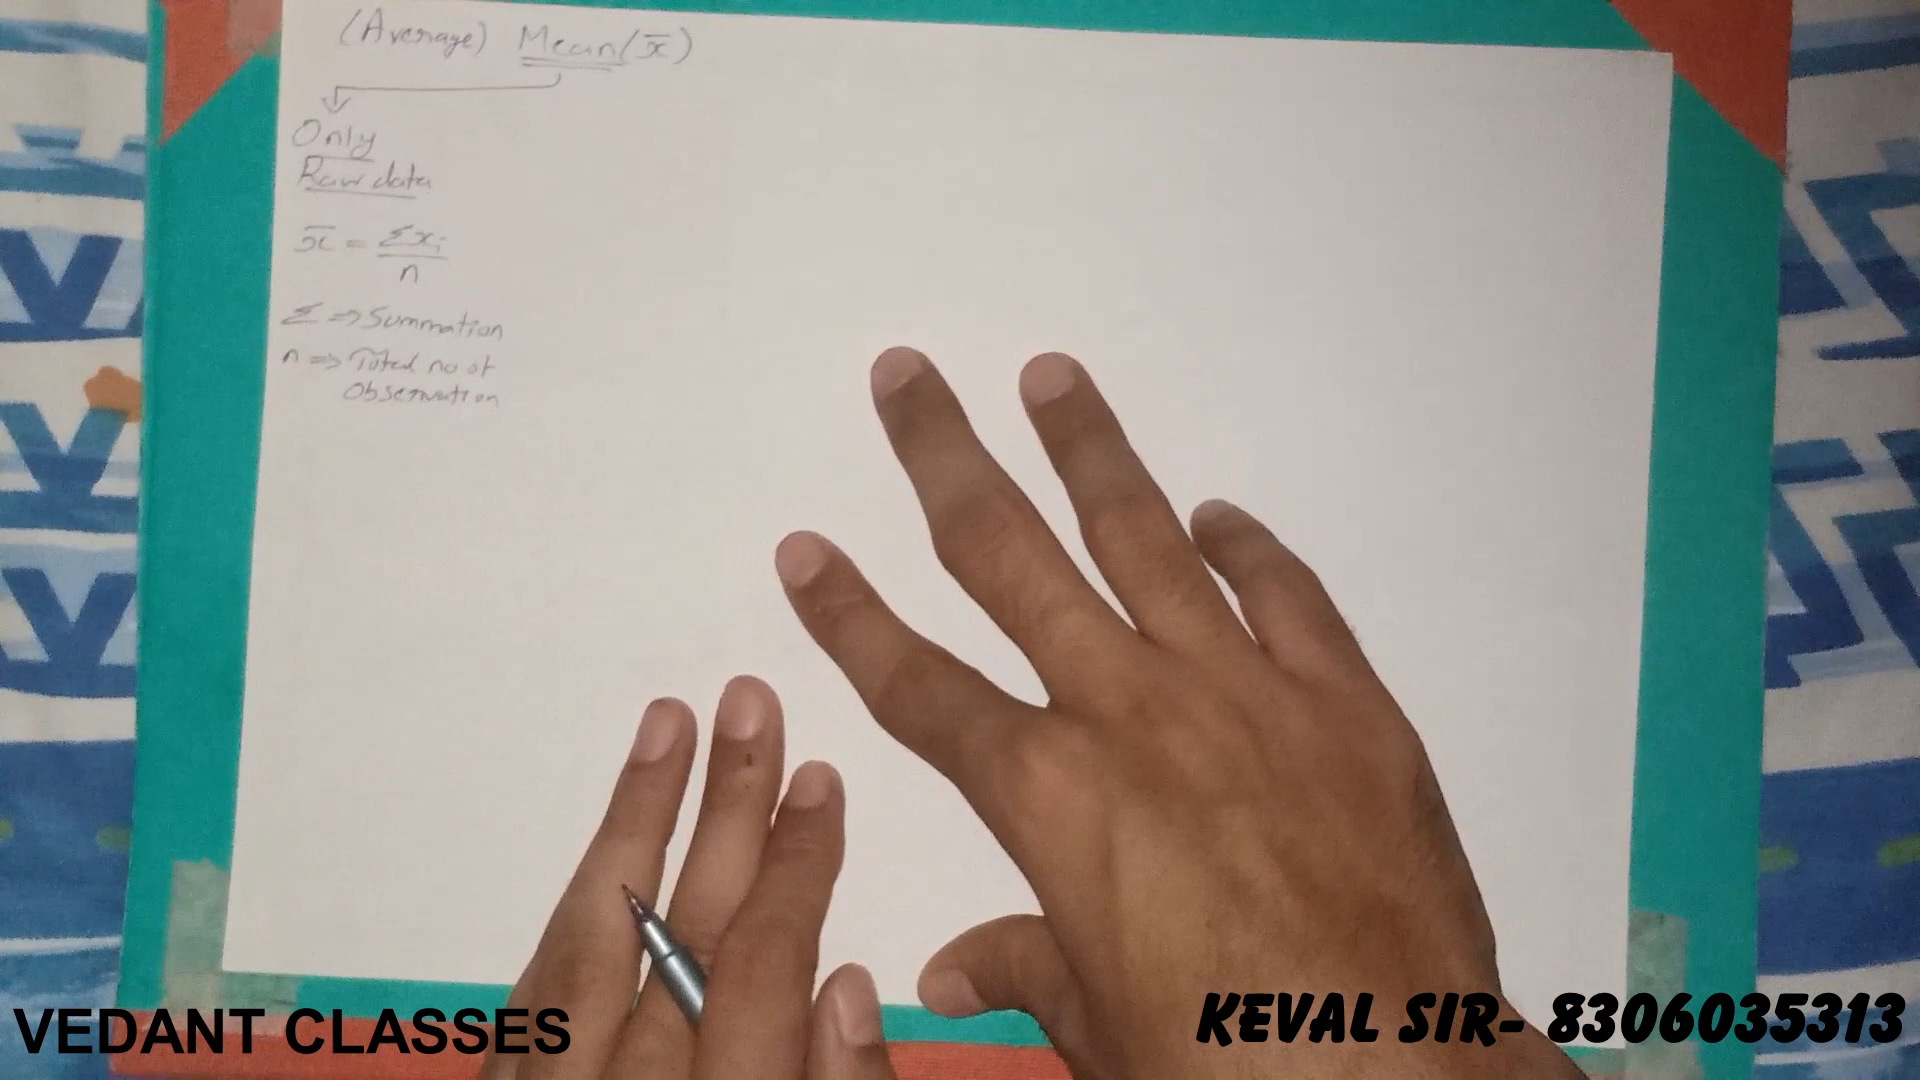 (Average) Mean (x̄)
Only
Raw data
x̄ = Σxᵢ
n
Σ => Summation
n => Total no of
Observation
VEDANT CLASSES
KEVAL SIR- 8306035313